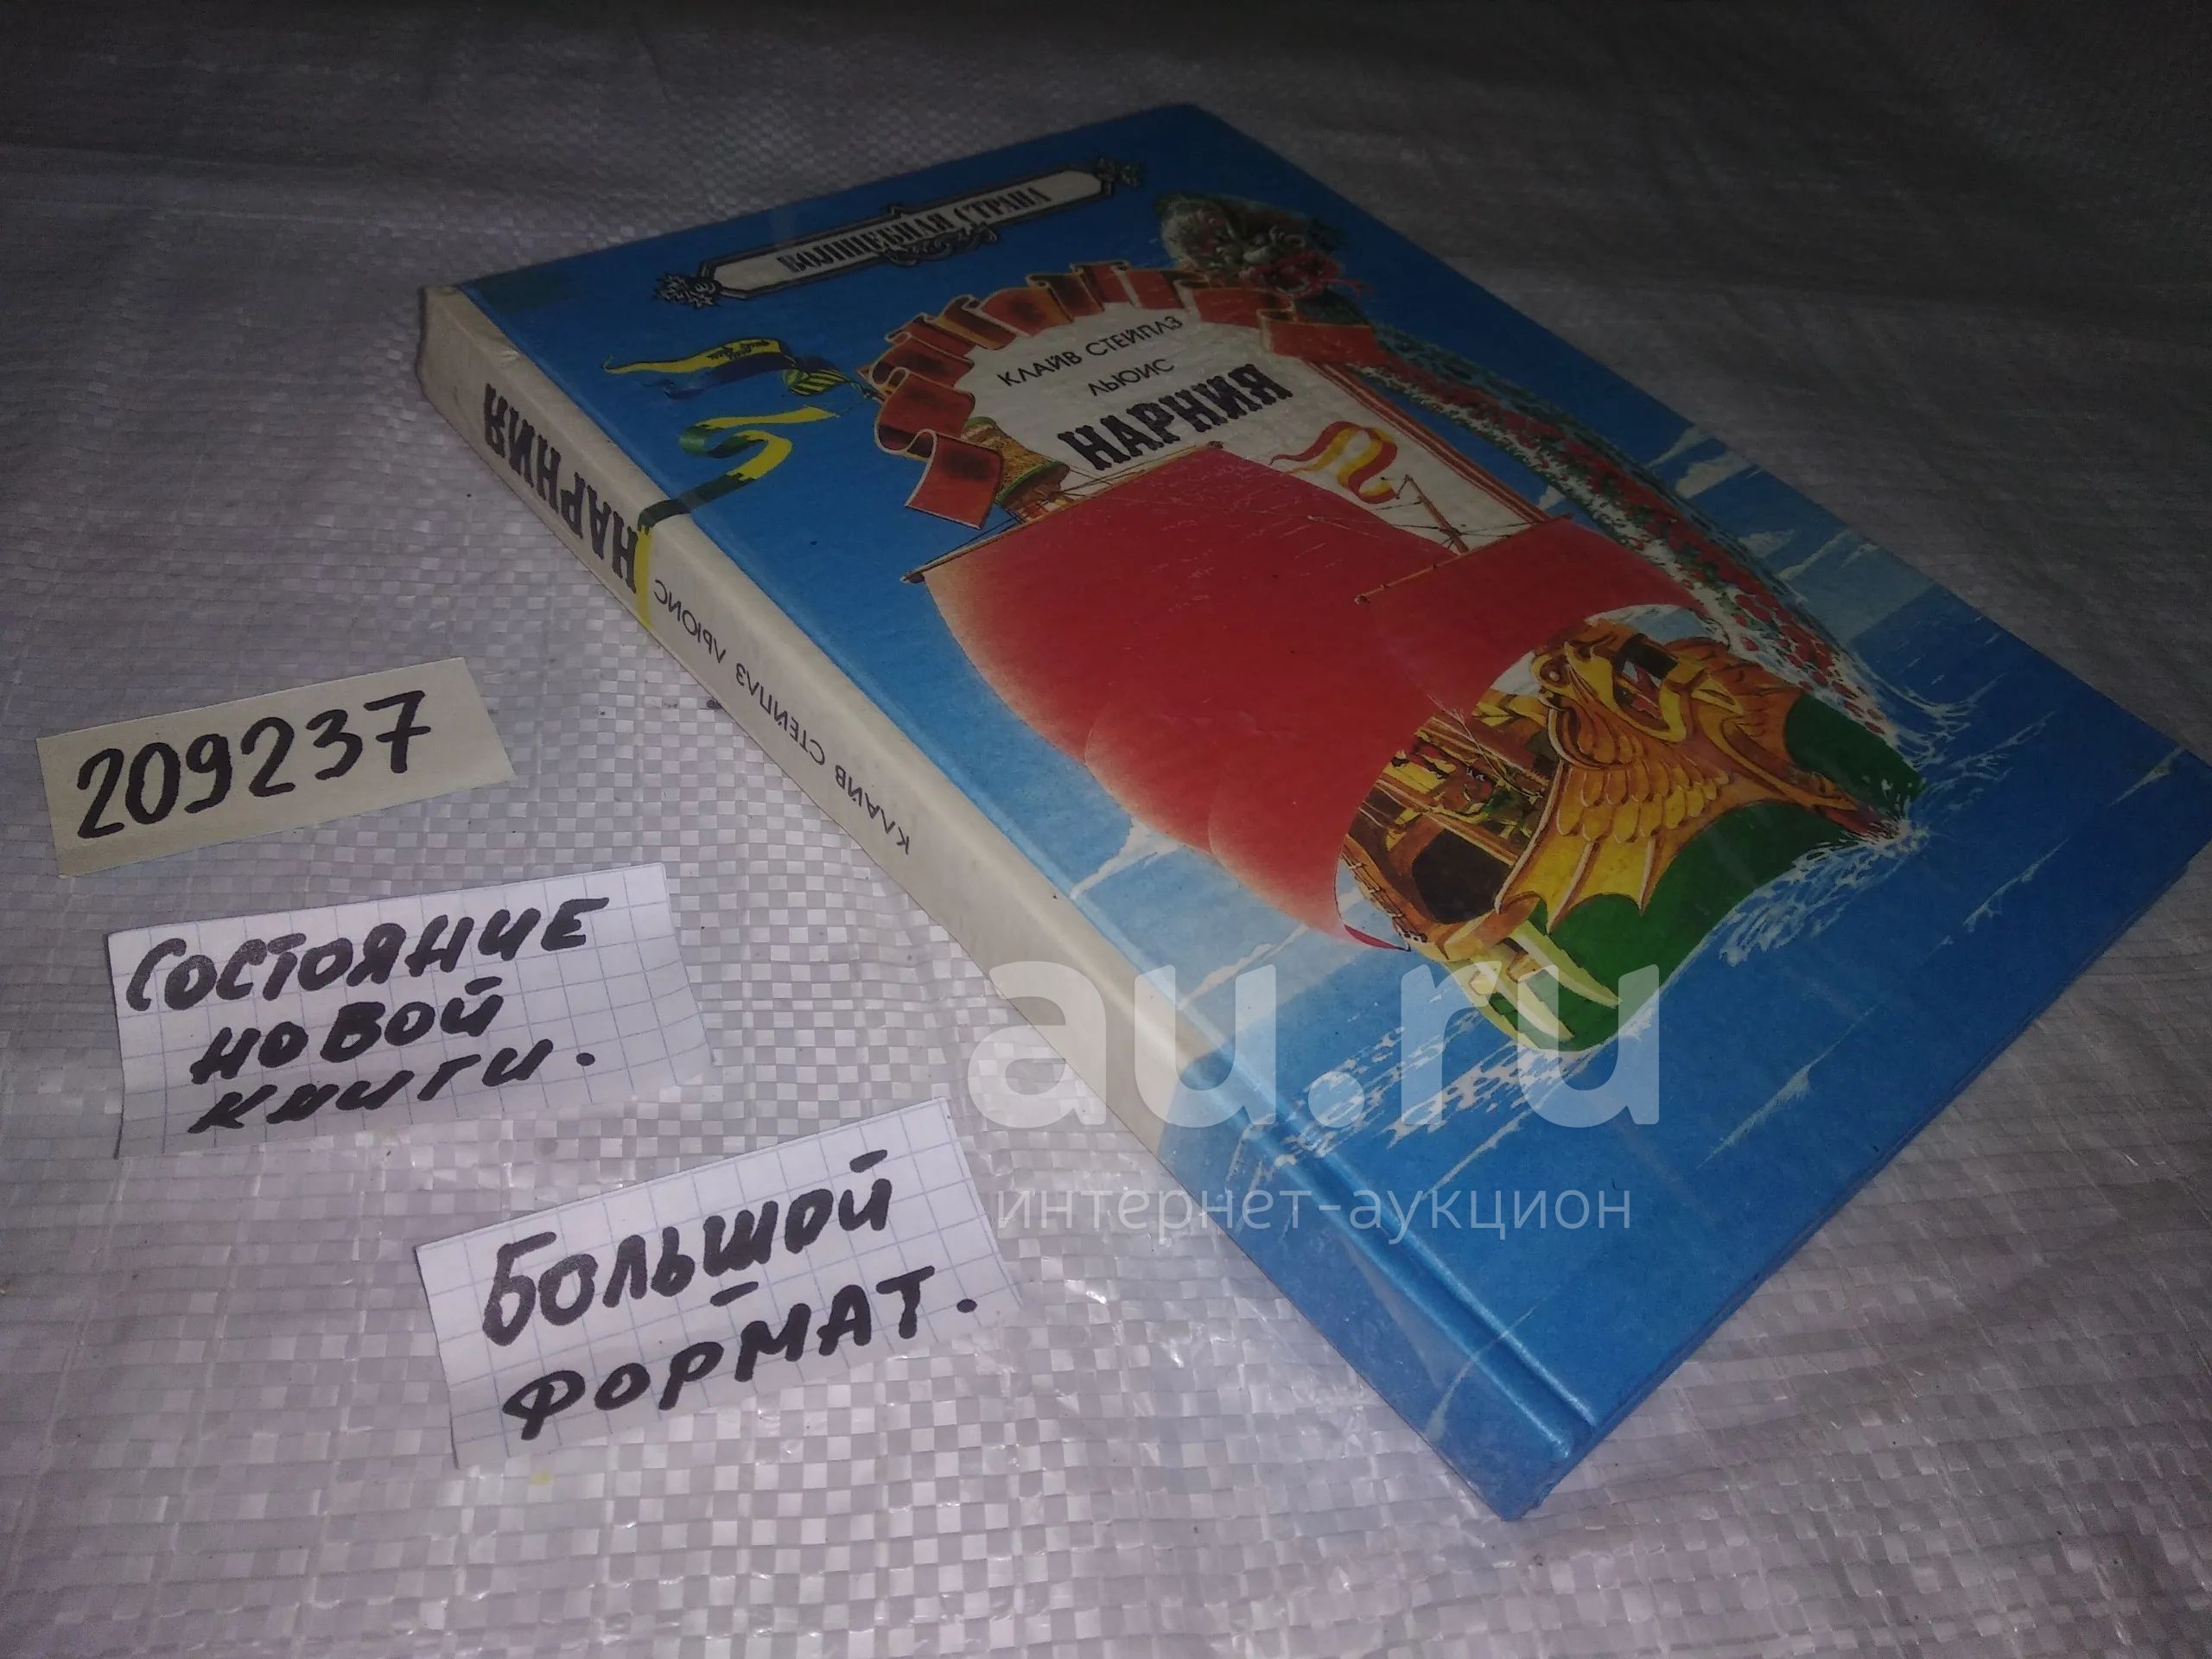 ВОЛШЕБНАЯ СТРАНА
КЛАЙВ СТЕЙПЛЗ
ЛЬЮИС
НАРНИЯ
НАРНИЯ
КЛАЙВ СТЕЙПЛЗ ЛЬЮИС
209237
СОСТОЯНИЕ
НОВОЙ
КНИГИ.
БОЛЬШОЙ
ФОРМАТ.
au.ru
интернет-аукцион